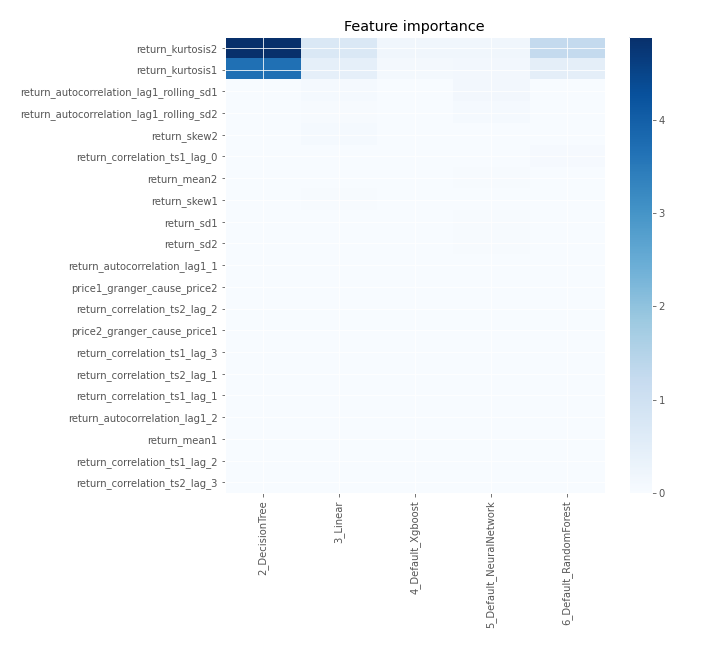 Feature importance
return_kurtosis2
return_kurtosis1
return_autocorrelation_lag1_rolling_sd1
return_autocorrelation_lag1_rolling_sd2
return_skew2
return_correlation_ts1_lag_0
return_mean2
return_skew1
return_sd1
return_sd2
return_autocorrelation_lag1_1
price1_granger_cause_price2
return_correlation_ts2_lag_2
price2_granger_cause_price1
return_correlation_ts1_lag_3
return_correlation_ts2_lag_1
return_correlation_ts1_lag_1
return_autocorrelation_lag1_2
return_mean1
return_correlation_ts1_lag_2
return_correlation_ts2_lag_3
2_DecisionTree
3_Linear
4_Default_Xgboost
5_Default_NeuralNetwork
6_Default_RandomForest
4
3
2
1
0